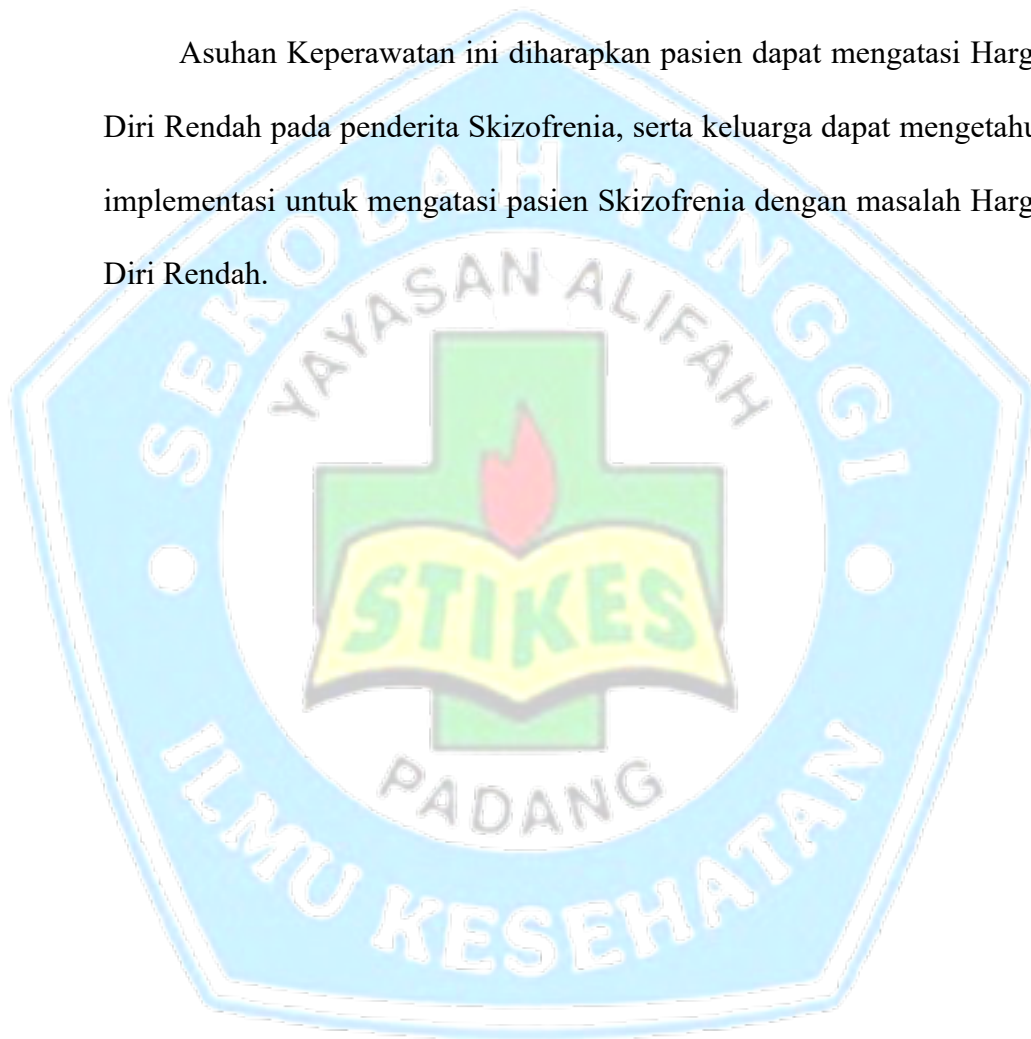 Asuhan Keperawatan ini diharapkan pasien dapat mengatasi Harg
Diri Rendah pada penderita Skizofrenia, serta keluarga dapat mengetahu
implementasi untuk mengatasi pasien Skizofrenia dengan masalah Harg
Diri Rendah.
SEKOLAH TINGGI
YAYASAN ALIFAH
STIKES
PADANG
ILMU KESEHATAN